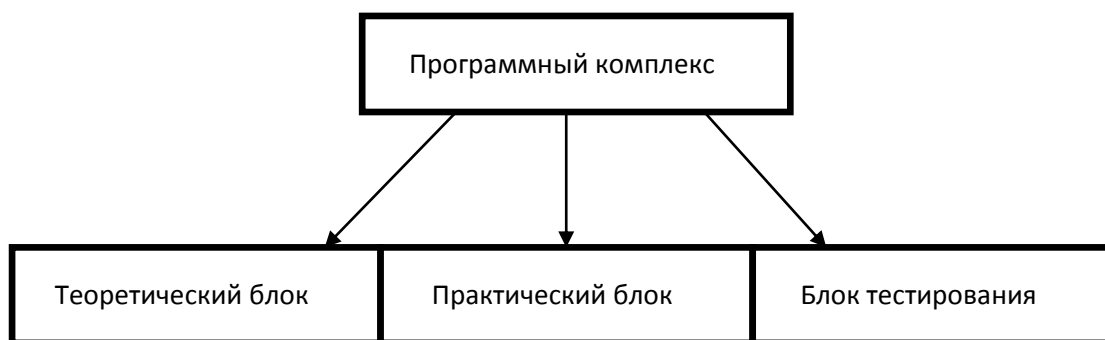 Программный комплекс
Теоретический блок
Практический блок
Блок тестирования